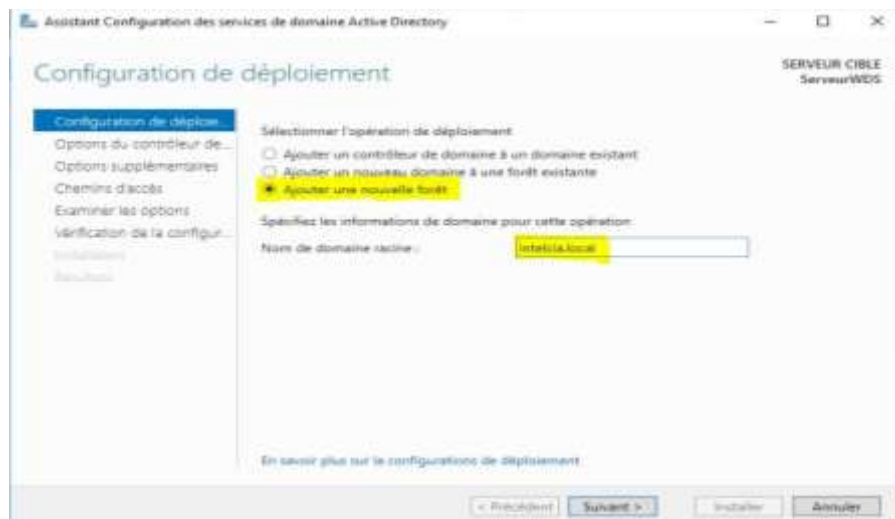 Assistant Configuration des services de domaine Active Directory
Configuration de déploiement
SERVEUR CIBLE
ServeurWDS
Configuration de déploie...
Options du contrôleur de...
Options supplémentaires
Chemins d'accès
Examiner les options
Vérification de la configur...
Installation
Résultats
Sélectionner l'opération de déploiement
Ajouter un contrôleur de domaine à un domaine existant
Ajouter un nouveau domaine à une forêt existante
Ajouter une nouvelle forêt
Spécifiez les informations de domaine pour cette opération
Nom de domaine racine :
intelcia.local
En savoir plus sur la configurations de déploiement
< Précédent
Suivant >
Installer
Annuler